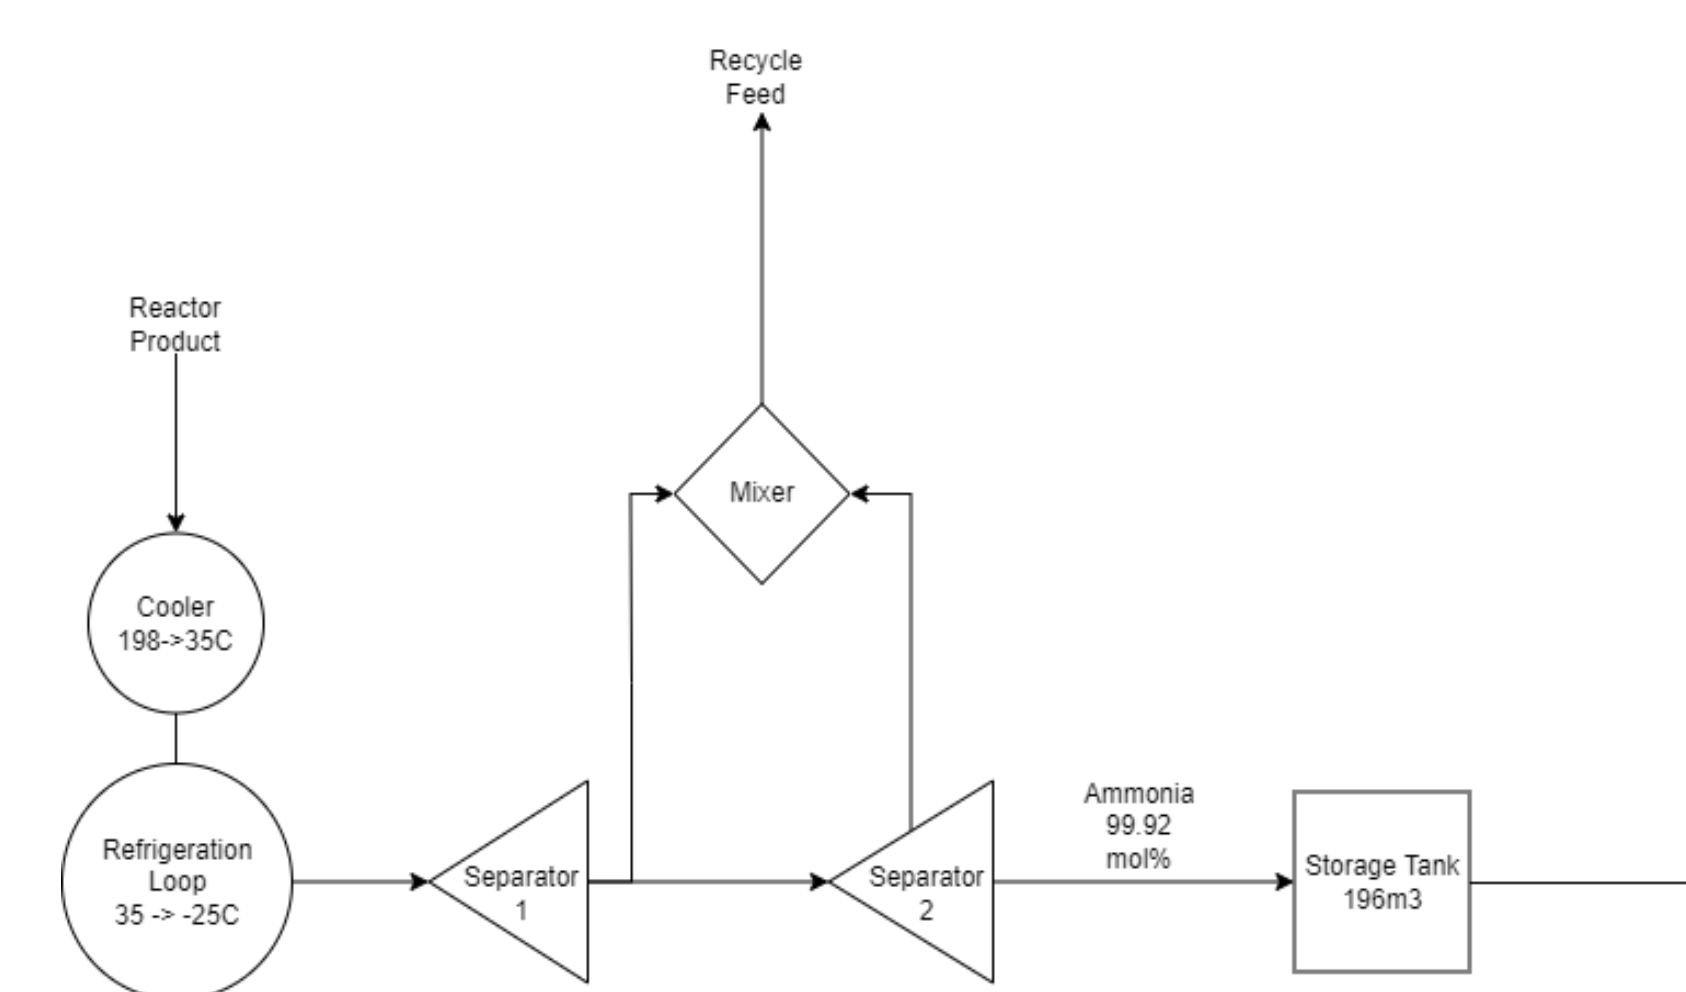 Recycle
Feed
Reactor
Product
Mixer
Cooler
198->35C
Refrigeration
Loop
35 -> -25C
Separator
1
Separator
2
Ammonia
99.92
mol%
Storage Tank
196m3